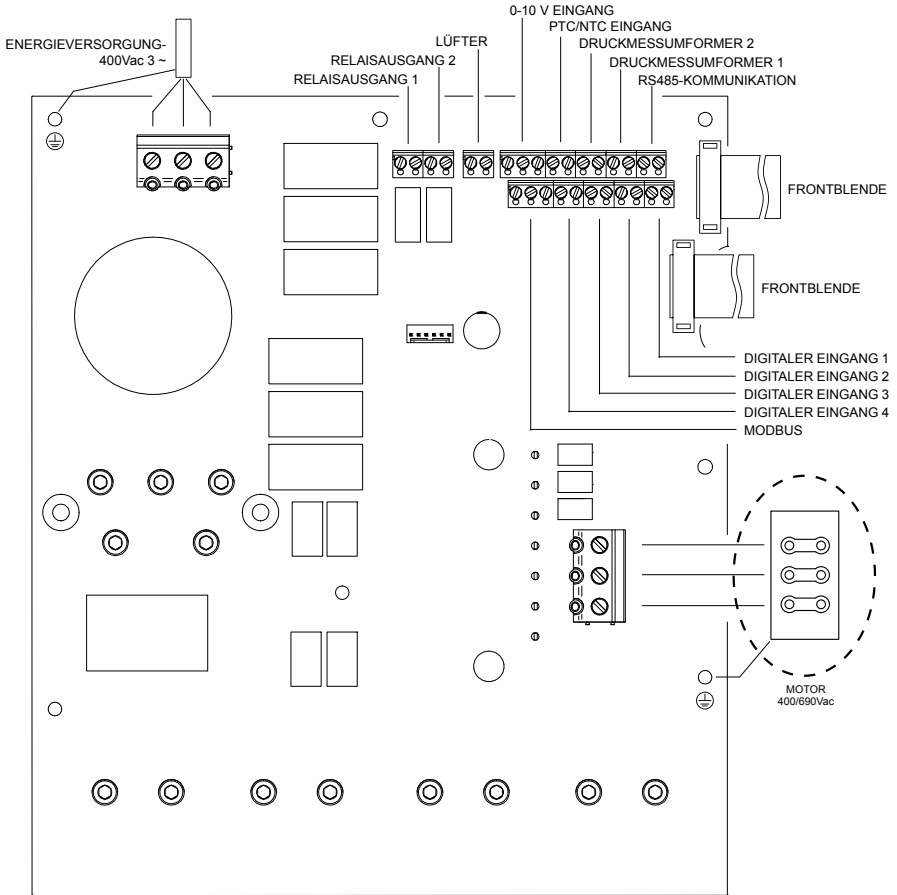 0-10 V EINGANG
PTC/NTC EINGANG
LÜFTER
DRUCKMESSUMFORMER 2
ENERGIEVERSORGUNG-
400Vac 3 ~
RELAISAUSGANG 2
DRUCKMESSUMFORMER 1
RELAISAUSGANG 1
RS485-KOMMUNIKATION
FRONTBLENDE
FRONTBLENDE
DIGITALER EINGANG 1
DIGITALER EINGANG 2
DIGITALER EINGANG 3
DIGITALER EINGANG 4
MODBUS
MOTOR
400/690Vac